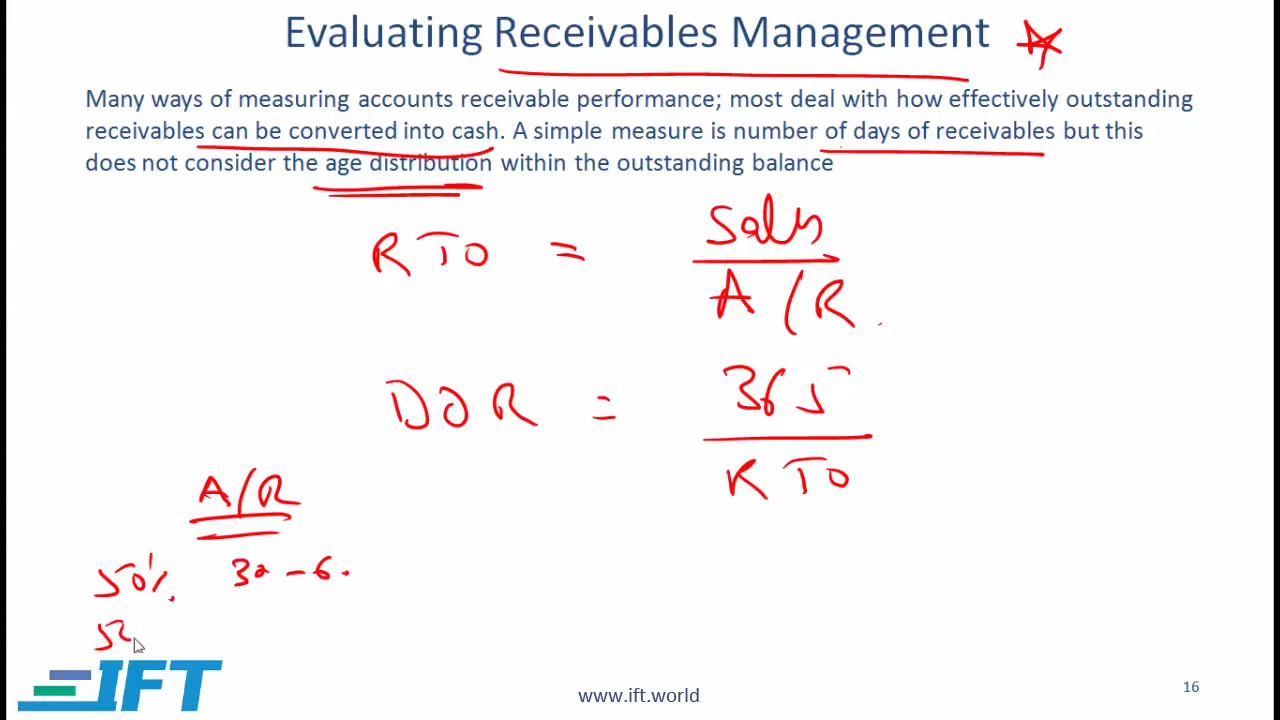 Evaluating Receivables Management
Many ways of measuring accounts receivable performance; most deal with how effectively outstanding
receivables can be converted into cash. A simple measure is number of days of receivables but this
does not consider the age distribution within the outstanding balance
RTO = Sales / A/R
DOR = 365 / RTO
A/R
50% 30 - 60
IFT
www.ift.world
16